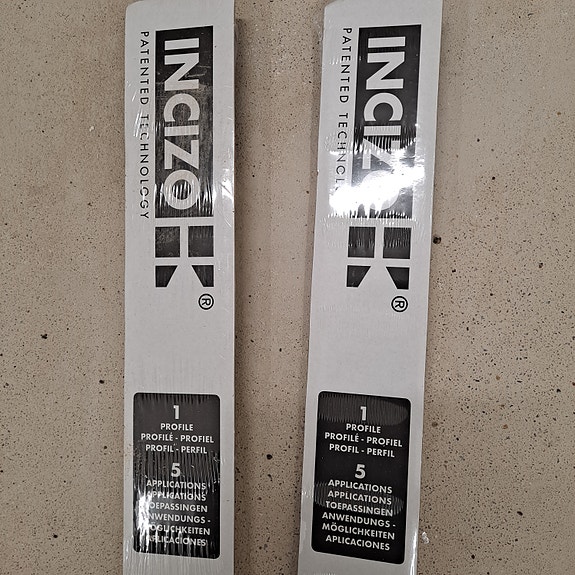 INCIZO ®
PATENTED TECHNOLOGY
1
PROFILE
PROFILÉ - PROFIEL
PROFIL - PERFIL
5
APPLICATIONS
APPLICATIONS
TOEPASSINGEN
ANWENDUNGS -
MÖGLICHKEITEN
APLICACIONES
INCIZO ®
PATENTED TECHNOL
1
PROFILE
PROFILÉ - PROFIEL
PROFIL - PERFIL
5
APPLICATIONS
APPLICATIONS
TOEPASSINGEN
ANWENDUNGS -
MÖGLICHKEITEN
APLICACIONES